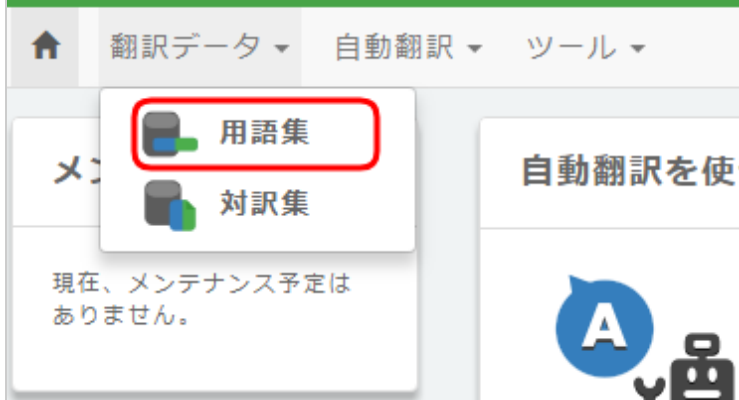 翻訳データ 自動翻訳 ツール
用語集
対訳集
メン
自動翻訳を使
現在、メンテナンス予定は
ありません。
A